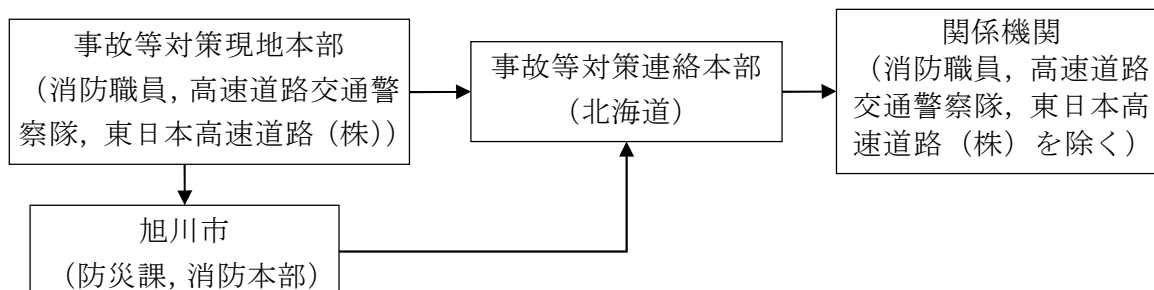 事故等対策現地本部
（消防職員，高速道路交通警
察隊，東日本高速道路（株））
事故等対策連絡本部
（北海道）
関係機関
（消防職員，高速道路
交通警察隊，東日本高
速道路（株）を除く）
旭川市
（防災課，消防本部）